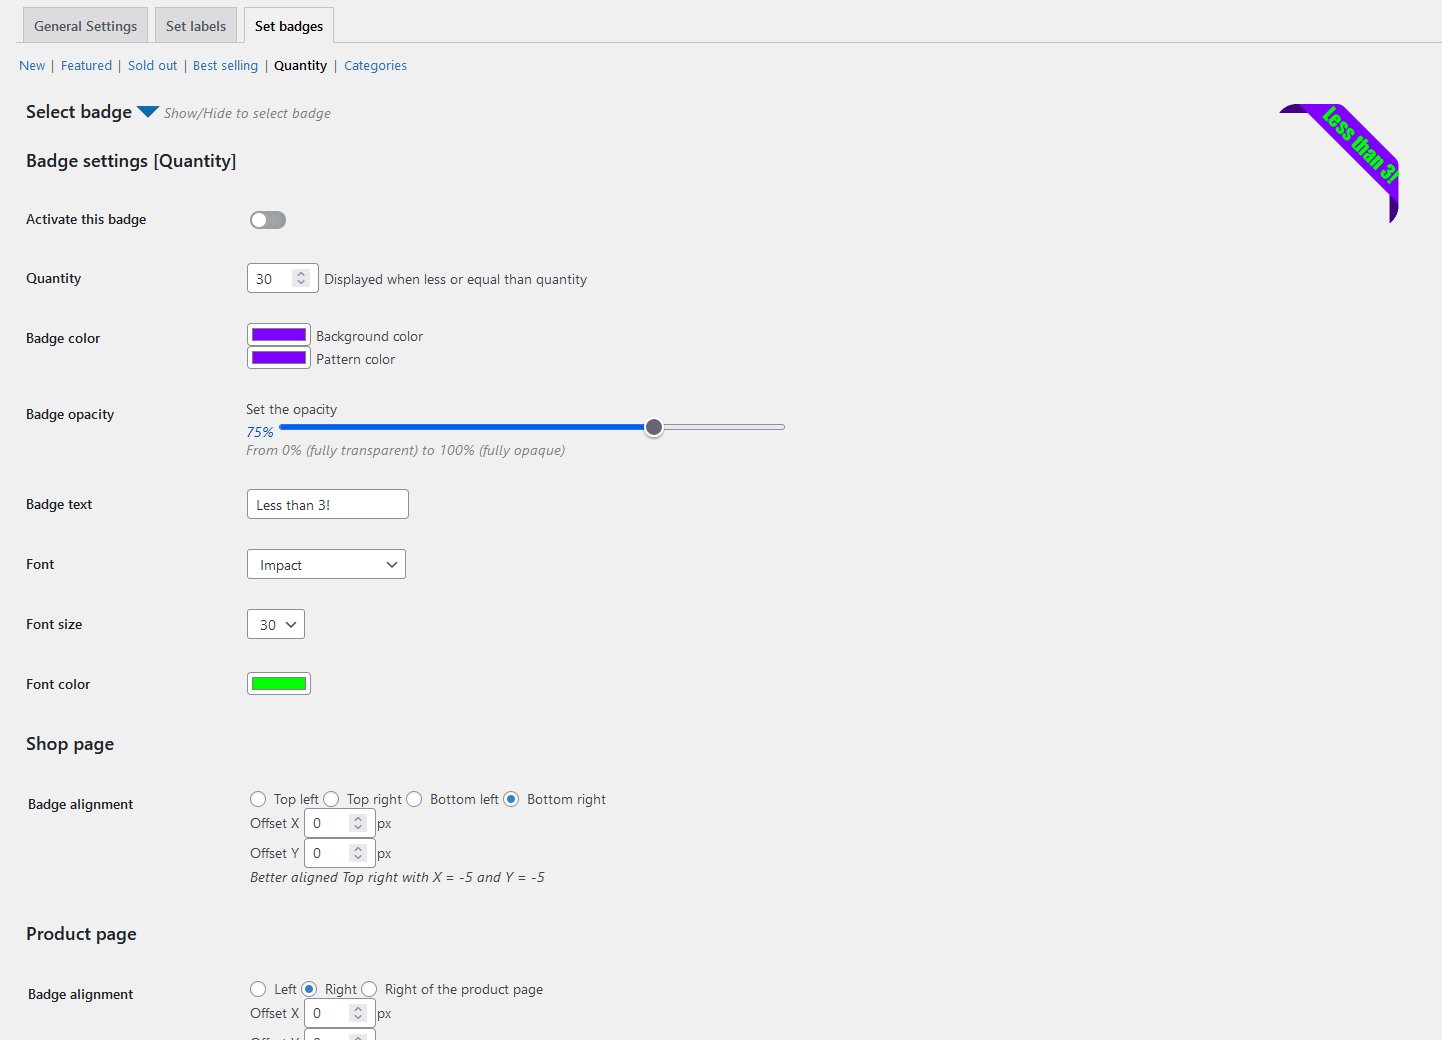 General Settings Set labels Set badges
New | Featured | Sold out | Best selling | Quantity | Categories
Select badge Show/Hide to select badge
Less than 3!
Badge settings [Quantity]
Activate this badge
Quantity 30 Displayed when less or equal than quantity
Badge color Background color
Pattern color
Badge opacity Set the opacity
75%
From 0% (fully transparent) to 100% (fully opaque)
Badge text Less than 3!
Font Impact
Font size 30
Font color
Shop page
Badge alignment Top left Top right Bottom left Bottom right
Offset X 0 px
Offset Y 0 px
Better aligned Top right with X = -5 and Y = -5
Product page
Badge alignment Left Right Right of the product page
Offset X 0 px